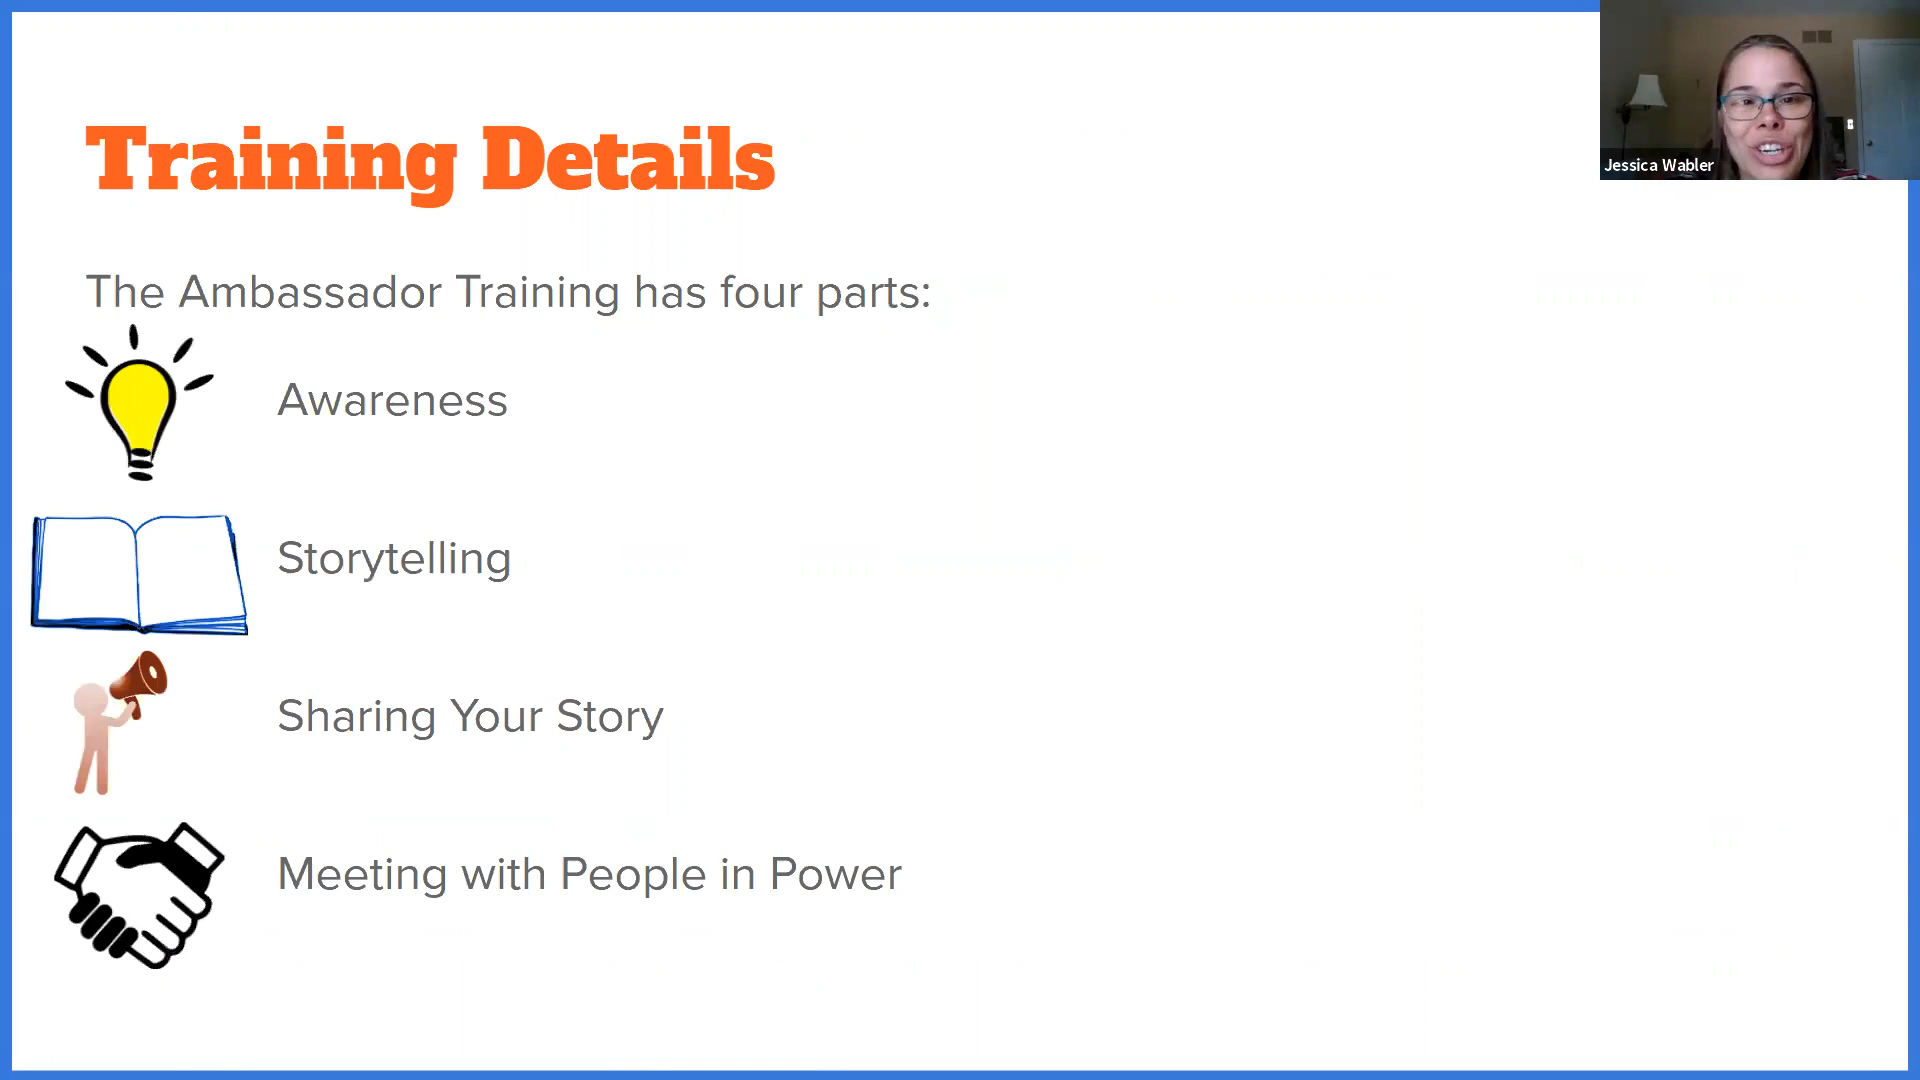 Training Details
Jessica Wabler
The Ambassador Training has four parts:
Awareness
Storytelling
Sharing Your Story
Meeting with People in Power